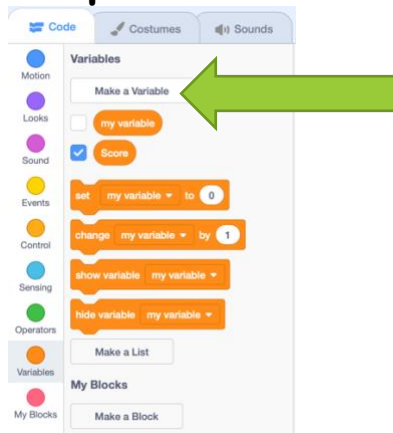 Code Costumes Sounds
Variables
Motion
Make a Variable
Looks
my variable
Score
Sound
set my variable to 0
Events
change my variable by 1
Control
show variable my variable
Sensing
hide variable my variable
Operators
Make a List
Variables
My Blocks
My Blocks
Make a Block